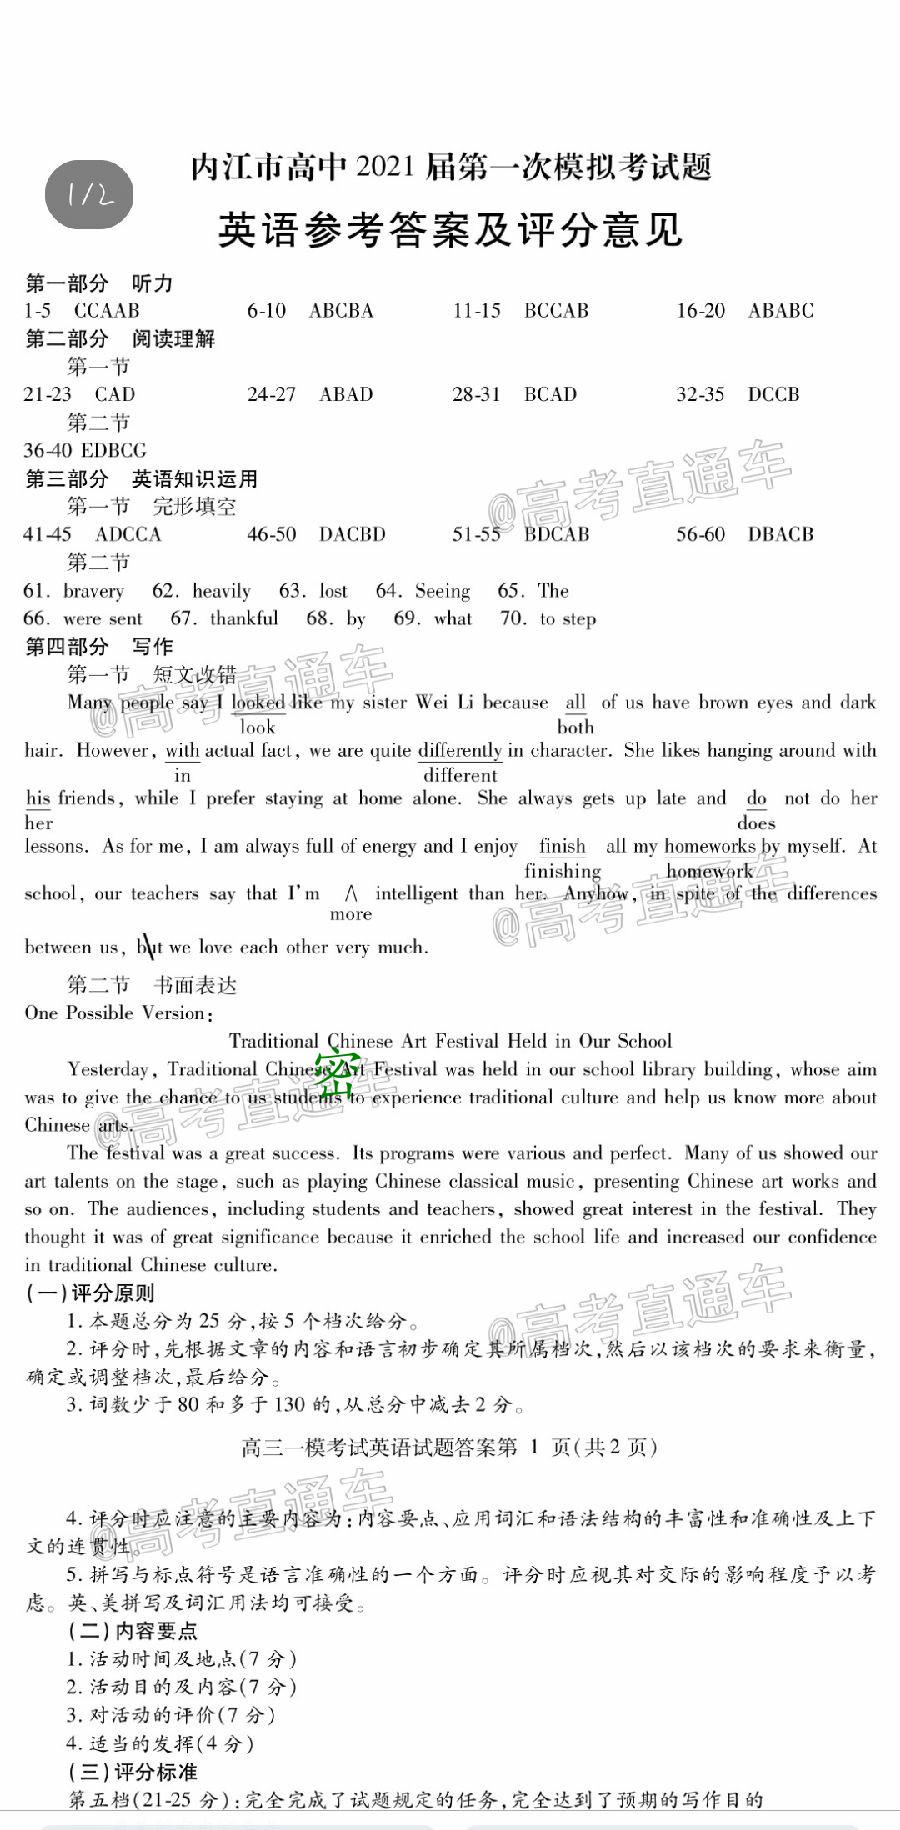 1/2
内江市高中2021届第一次模拟考试题
英语参考答案及评分意见
第一部分 听力
1-5 CCAAB 6-10 ABCBA 11-15 BCCAB 16-20 ABABC
第二部分 阅读理解
第一节
21-23 CAD 24-27 ABAD 28-31 BCAD 32-35 DCCB
第二节
36-40 EDBCG
第三部分 英语知识运用
第一节 完形填空
41-45 ADCCA 46-50 DACBD 51-55 BDCAB 56-60 DBACB
第二节
61. bravery 62. heavily 63. lost 64. Seeing 65. The
66. were sent 67. thankful 68. by 69. what 70. to step
第四部分 写作
第一节 短文改错
Many people say I looked like my sister Wei Li because all of us have brown eyes and dark
look both
hair. However, with actual fact, we are quite differently in character. She likes hanging around with
in different
his friends, while I prefer staying at home alone. She always gets up late and do not do her
her does
lessons. As for me, I am always full of energy and I enjoy finish all my homeworks by myself. At
finishing homework
school, our teachers say that I'm ∧ intelligent than her. Anyhow, in spite of the differences
more
between us, but we love each other very much.
第二节 书面表达
One Possible Version:
Traditional Chinese Art Festival Held in Our School
密
Yesterday, Traditional Chinese Art Festival was held in our school library building, whose aim
was to give the chance to us students to experience traditional culture and help us know more about
Chinese arts.
The festival was a great success. Its programs were various and perfect. Many of us showed our
art talents on the stage, such as playing Chinese classical music, presenting Chinese art works and
so on. The audiences, including students and teachers, showed great interest in the festival. They
thought it was of great significance because it enriched the school life and increased our confidence
in traditional Chinese culture.
(一)评分原则
1.本题总分为25分,按5个档次给分。
2.评分时,先根据文章的内容和语言初步确定其所属档次,然后以该档次的要求来衡量,
确定或调整档次,最后给分。
3.词数少于80和多于130的,从总分中减去2分。
高三一模考试英语试题答案第 1 页(共2页)
4.评分时应注意的主要内容为:内容要点、应用词汇和语法结构的丰富性和准确性及上下
文的连贯性。
5.拼写与标点符号是语言准确性的一个方面。评分时应视其对交际的影响程度予以考
虑。英、美拼写及词汇用法均可接受。
(二)内容要点
1.活动时间及地点(7分)
2.活动目的及内容(7分)
3.对活动的评价(7分)
4.适当的发挥(4分)
(三)评分标准
第五档(21-25分):完全完成了试题规定的任务,完全达到了预期的写作目的
@高考直通车
@高考直通车
@高考直通车
@高考直通车
@高考直通车
@高考直通车